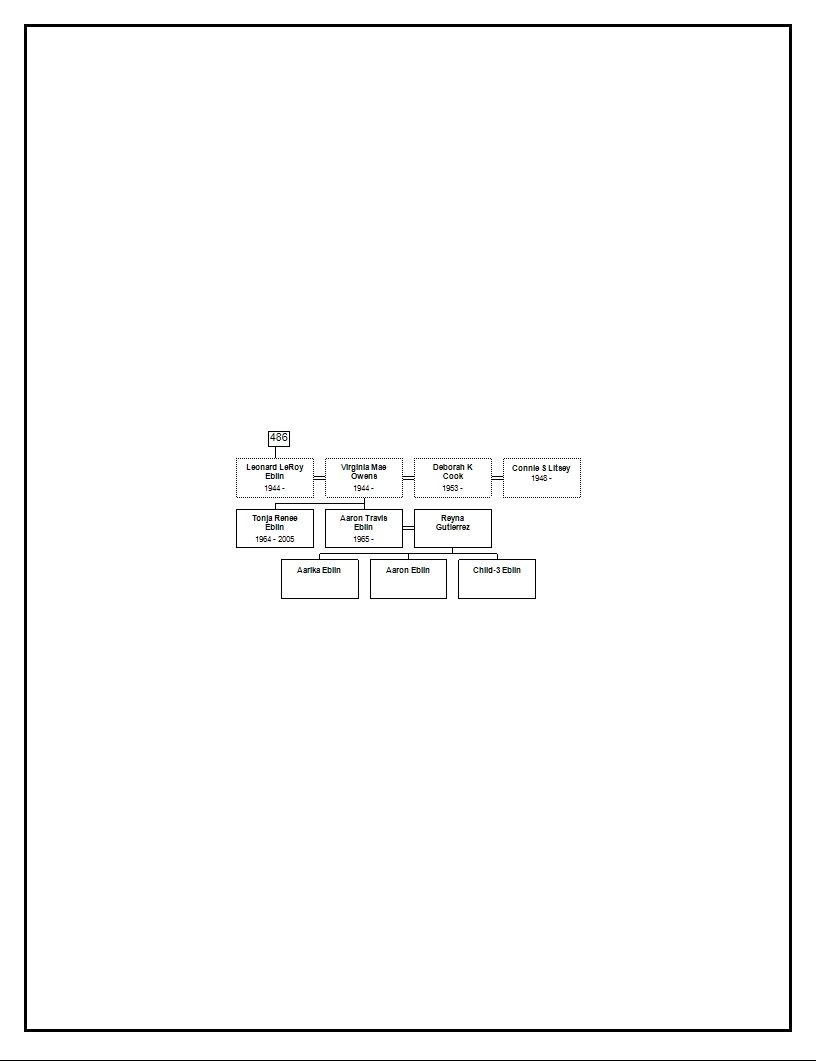 486
Leonard LeRoy
Eblin
1944 -
Virginia Mae
Owens
1944 -
Deborah K
Cook
1953 -
Connie S Litsey
1948 -
Tonja Renee
Eblin
1964 - 2005
Aaron Travis
Eblin
1965 -
Reyna
Gutierrez
Aarika Eblin
Aaron Eblin
Child-3 Eblin